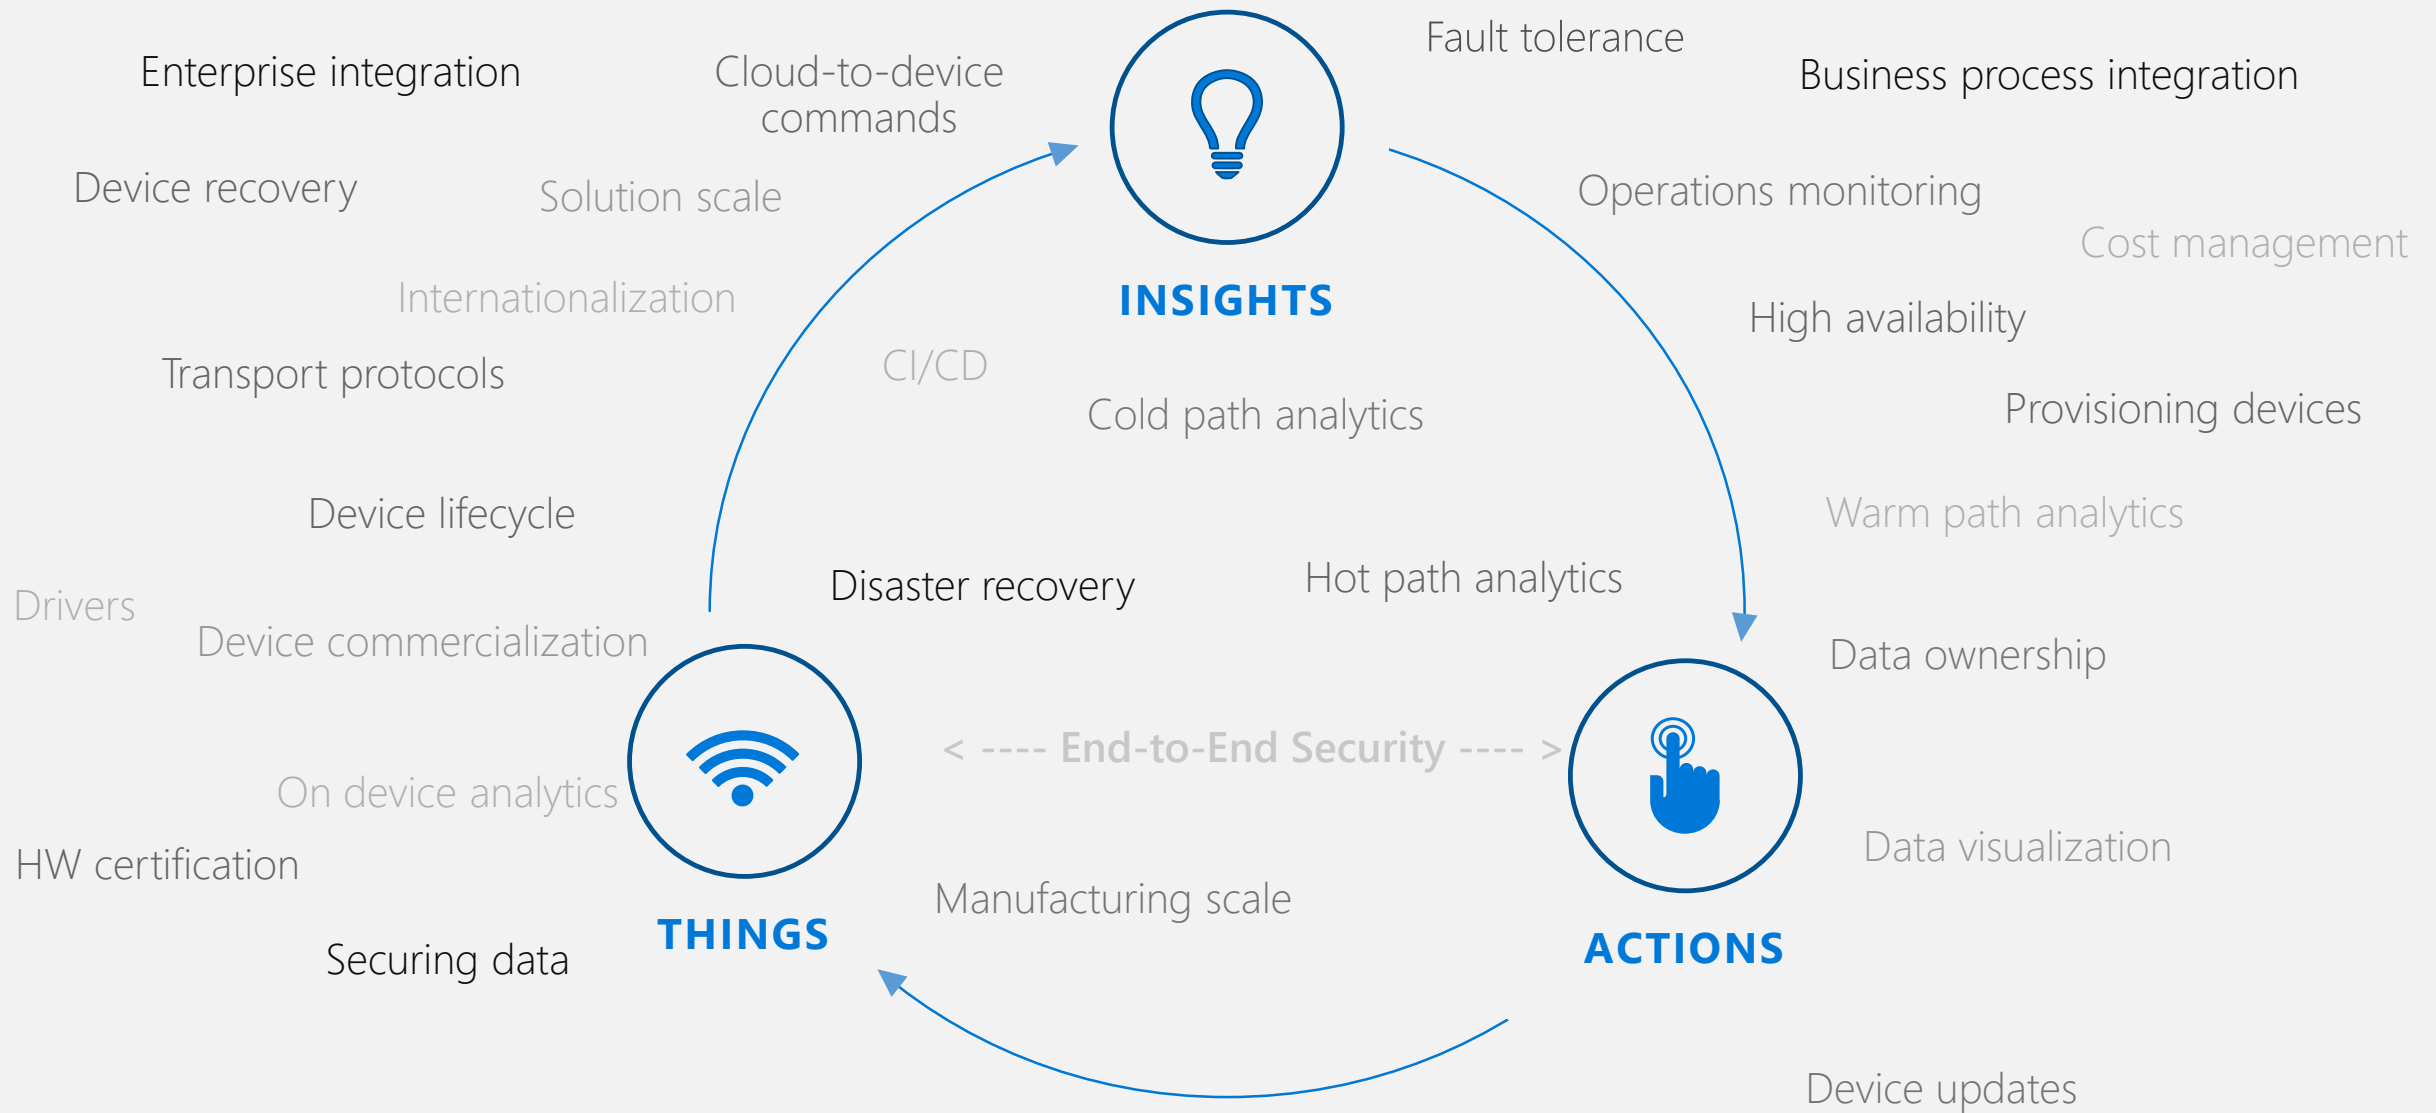 Fault tolerance
Enterprise integration
Cloud-to-device
commands
Business process integration
Device recovery
Solution scale
Operations monitoring
Cost management
Internationalization
INSIGHTS
High availability
Transport protocols
CI/CD
Cold path analytics
Provisioning devices
Device lifecycle
Warm path analytics
Disaster recovery
Hot path analytics
Drivers
Device commercialization
Data ownership
< ---- End-to-End Security ---- >
On device analytics
Data visualization
HW certification
Manufacturing scale
THINGS
ACTIONS
Securing data
Device updates